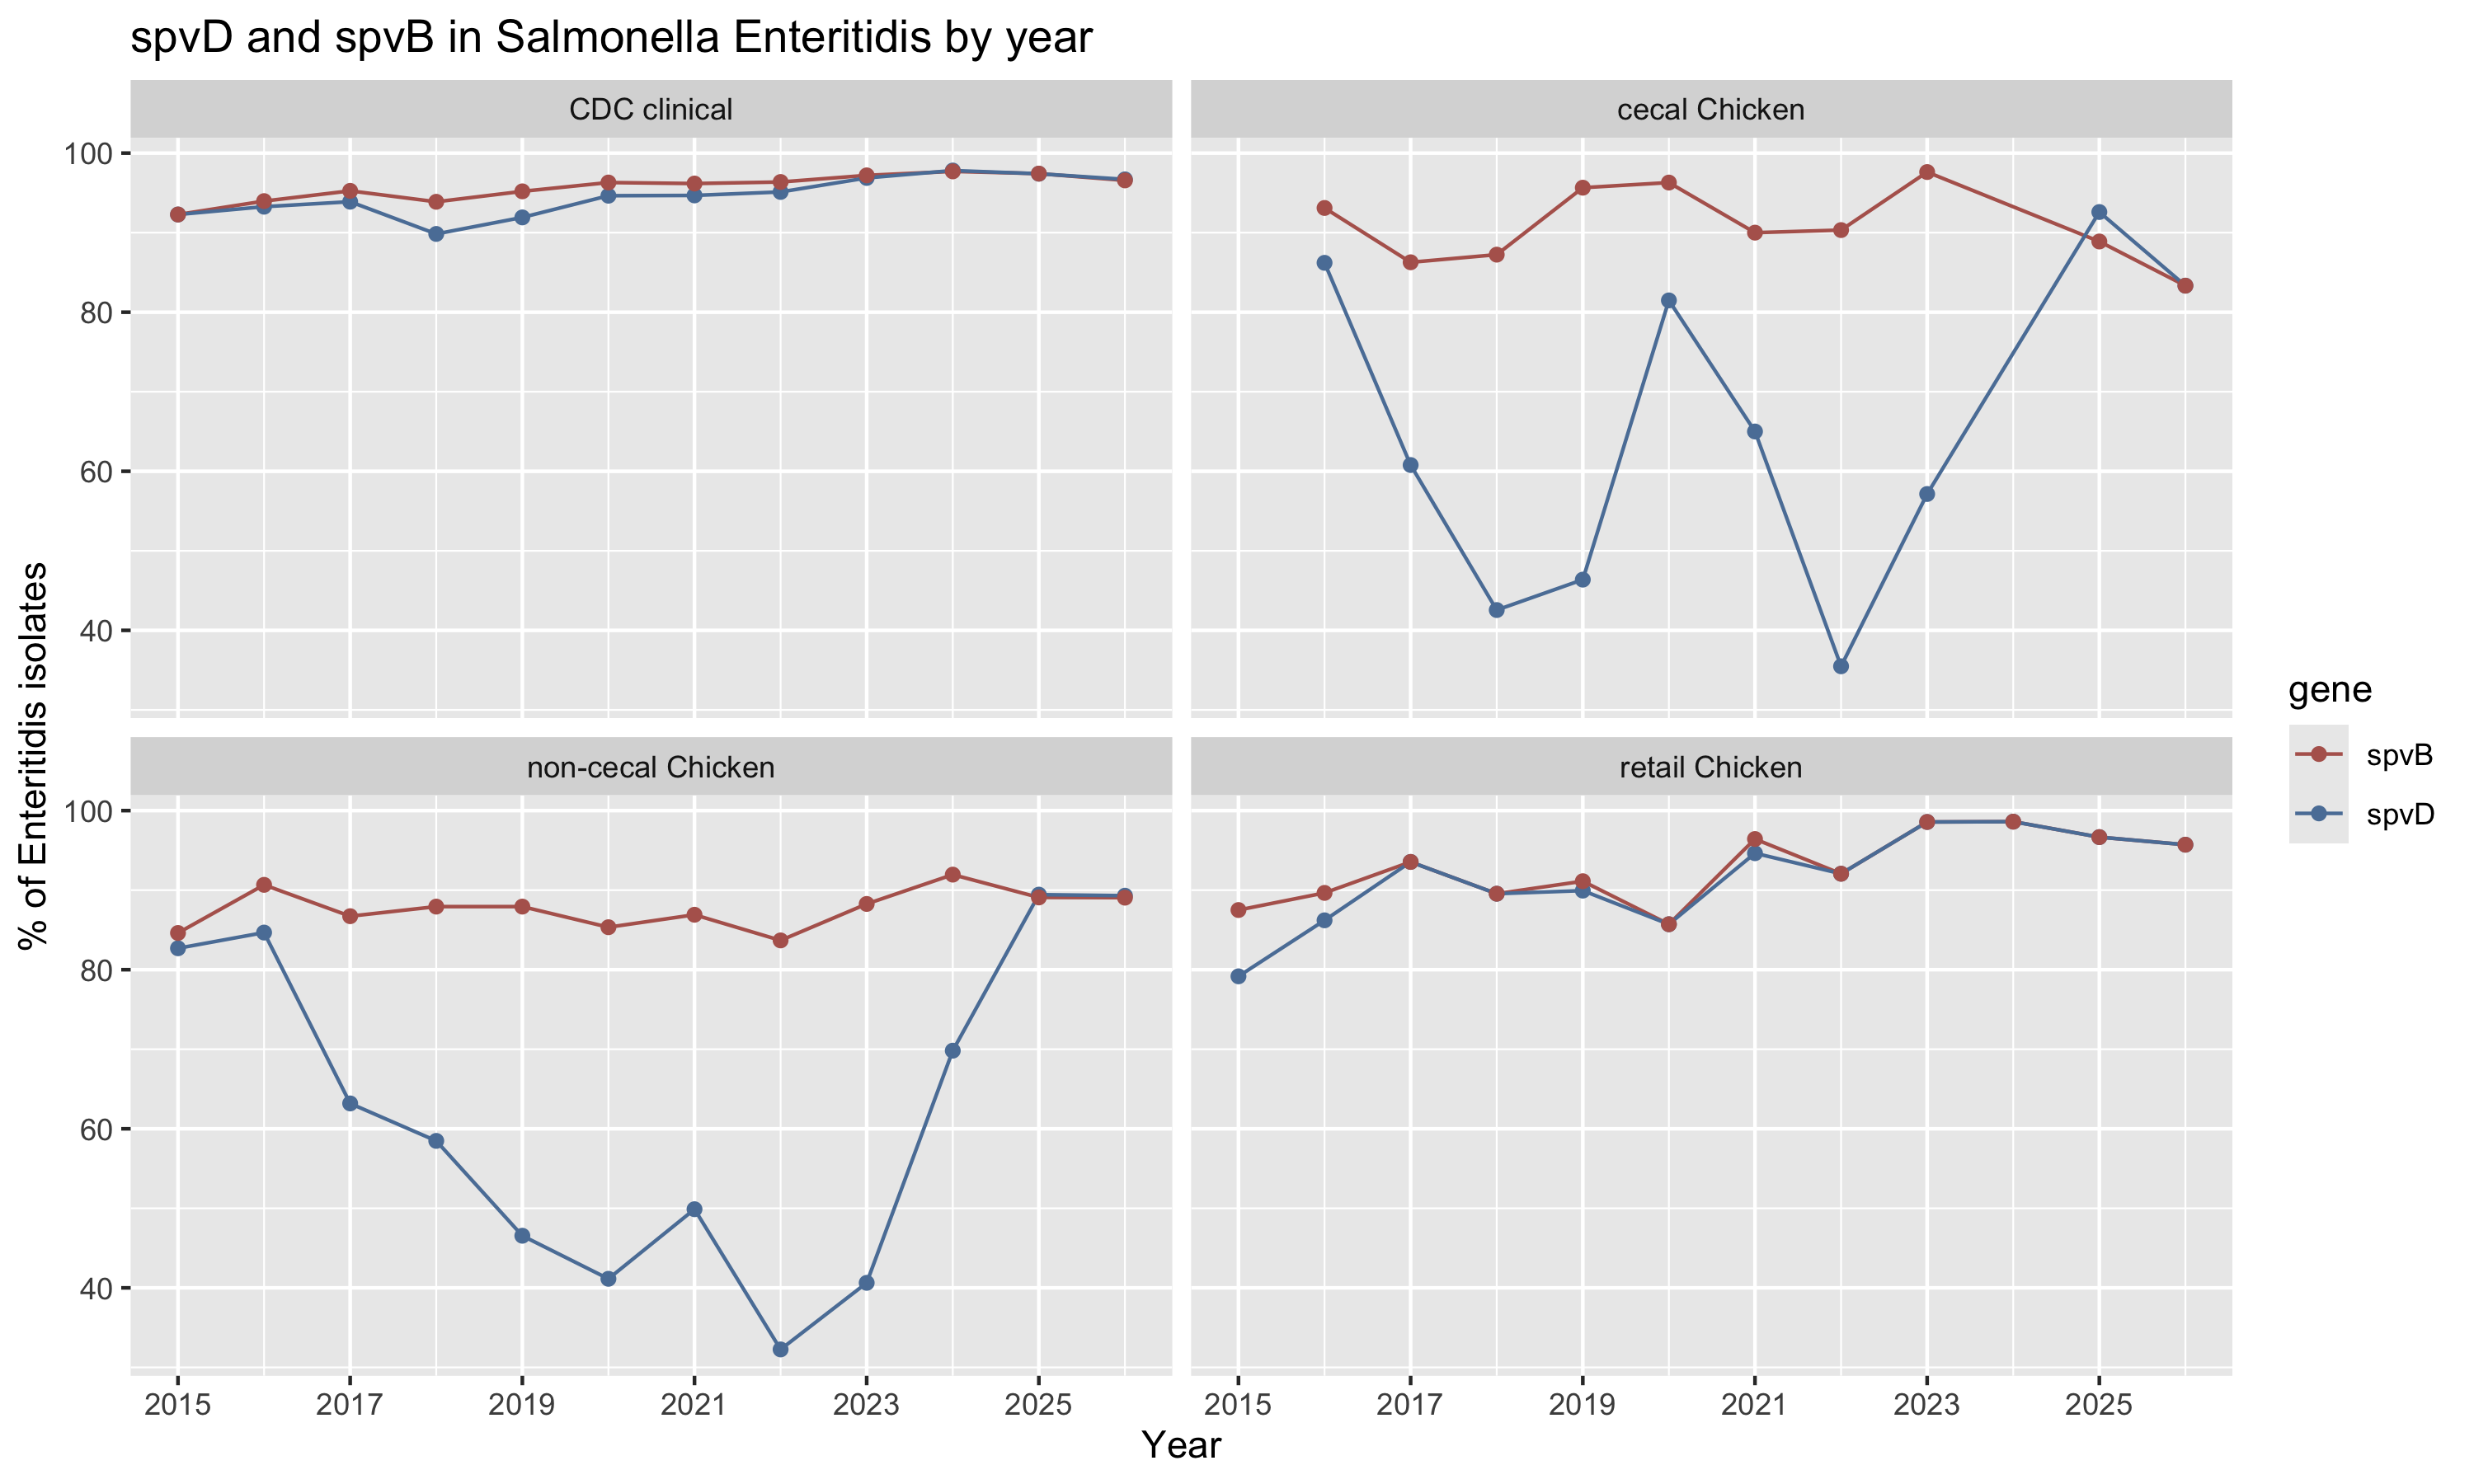 spvD and spvB in Salmonella Enteritidis by year
CDC clinical
cecal Chicken
100
80
60
40
non-cecal Chicken
retail Chicken
100
80
60
40
2015 2017 2019 2021 2023 2025
2015 2017 2019 2021 2023 2025
Year
% of Enteritidis isolates
gene
spvB
spvD